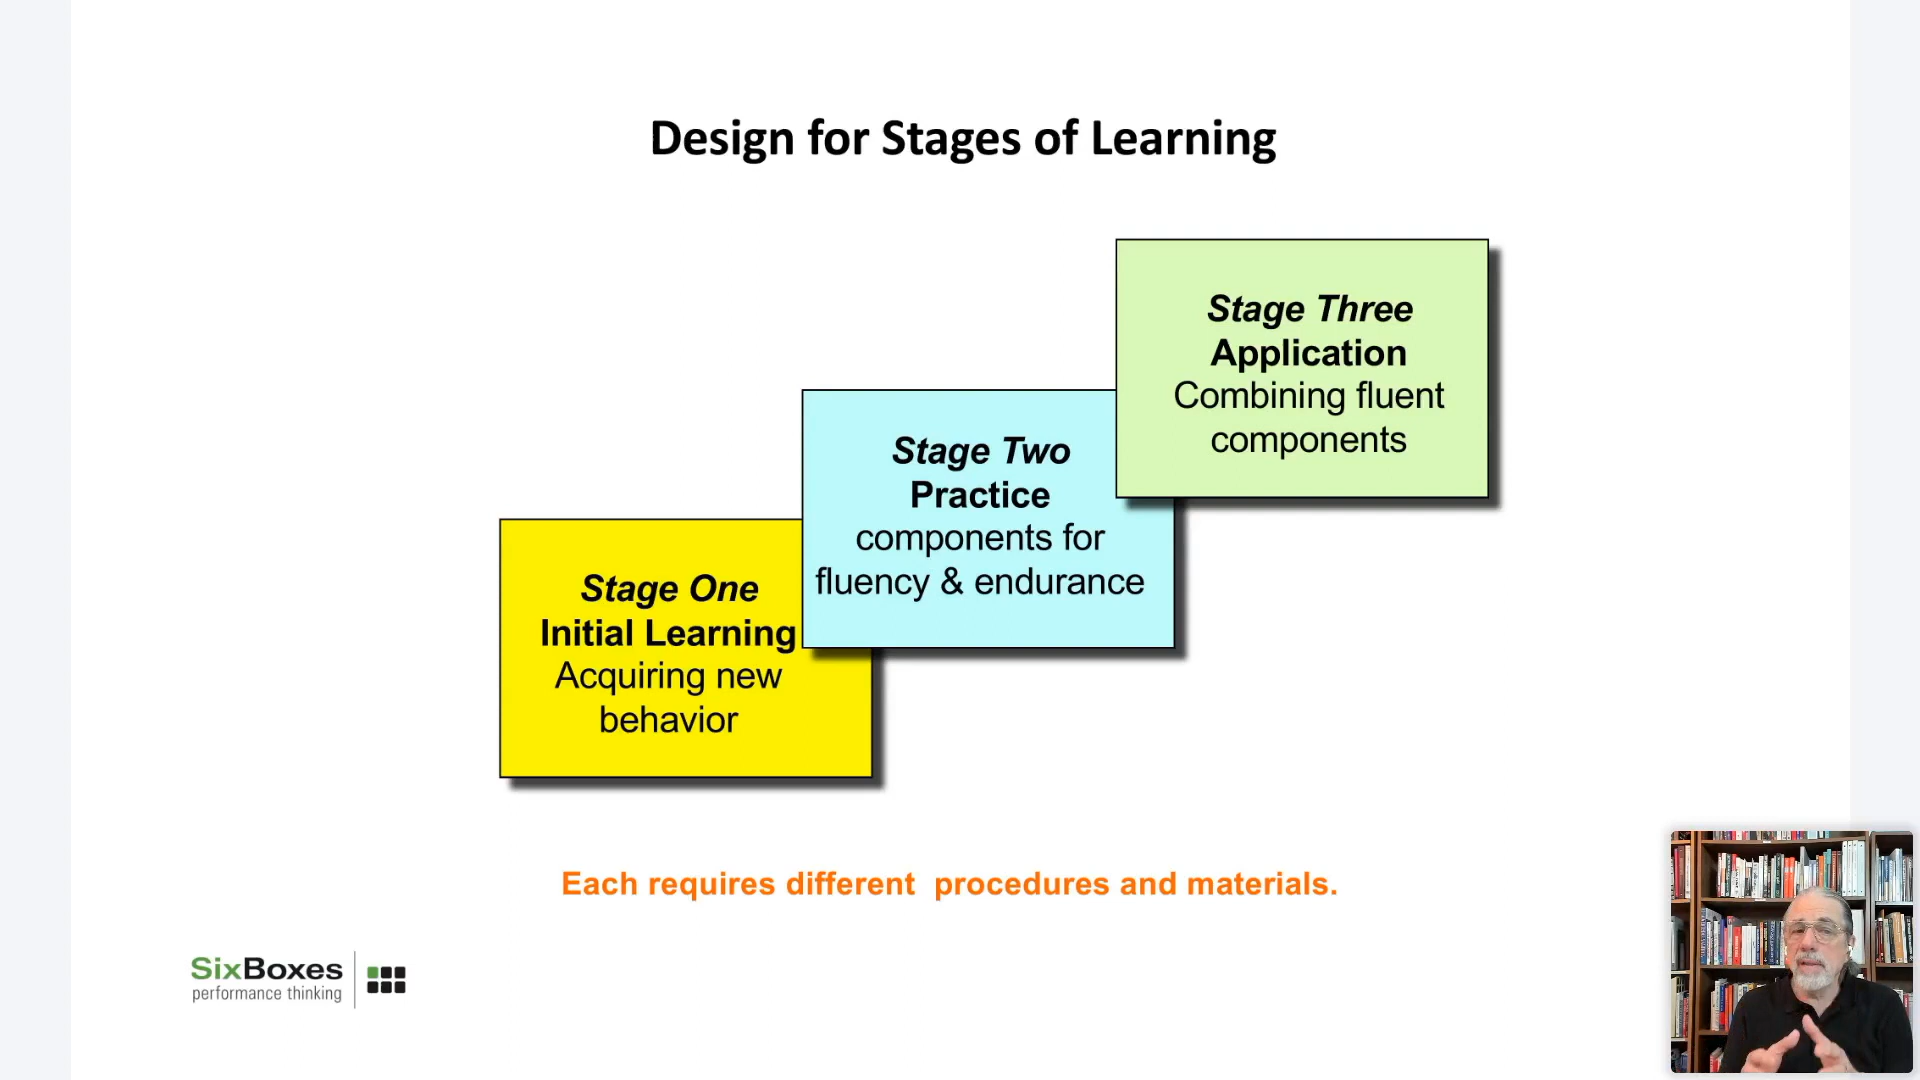 Design for Stages of Learning
Stage Three
Application
Combining fluent
components
Stage Two
Practice
components for
fluency & endurance
Stage One
Initial Learning
Acquiring new
behavior
Each requires different  procedures and materials.
SixBoxes
performance thinking